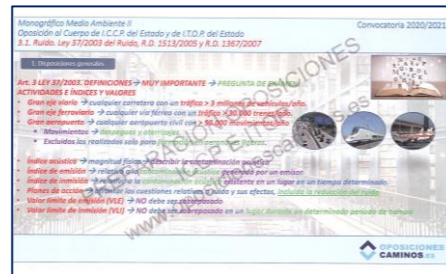 Monográfico Medio Ambiente II
Convocatoria 2020/2021
Oposición al Cuerpo de I.C.C.P. del Estado y de I.T.O.P. del Estado
3.1. Ruido. Ley 37/2003 del Ruido, R.D. 1513/2005 y R.D. 1367/2007
1. Disposiciones generales
Art. 3 LEY 37/2003. DEFINICIONES → MUY IMPORTANTE → PREGUNTA DE EXAMEN
ACTIVIDADES E ÍNDICES Y VALORES
• Gran eje viario → cualquier carretera con un tráfico > 3 millones de vehículos/año.
• Gran eje ferroviario → cualquier vía férrea con un tráfico > 30.000 trenes/año.
• Gran aeropuerto → cualquier aeropuerto civil con > 50.000 movimientos/año
• Movimientos → despegues y aterrizajes
• Excluidos los realizados solo para
• Índice acústico → magnitud física describir la contaminación acústica
• Índice de emisión → relativo a la contaminación acústica generada por un emisor
• Índice de inmisión → relativo a la contaminación acústica existente en un lugar en un tiempo determinado.
• Planes de acción → afrontar las cuestiones relativas a ruido y sus efectos, incluida la reducción del ruido
• Valor límite de emisión (VLE) → NO debe ser sobrepasado
• Valor límite de inmisión (VLI) → NO debe ser sobrepasado en un lugar durante un determinado periodo de tiempo
OPOSICIONES
CAMINOS.ES